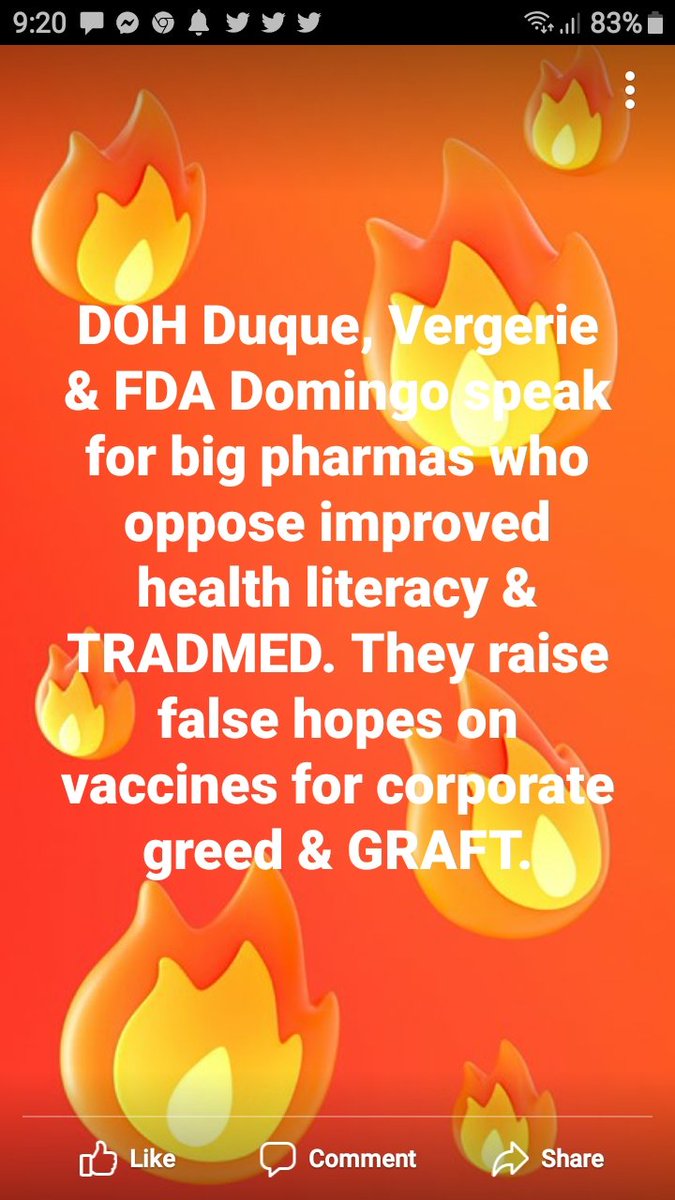 9:20
83%
DOH Duque, Vergerie
& FDA Domingo speak
for big pharmas who
oppose improved
health literacy &
TRADMED. They raise
false hopes on
vaccines for corporate
greed & GRAFT.
Like
Comment
Share